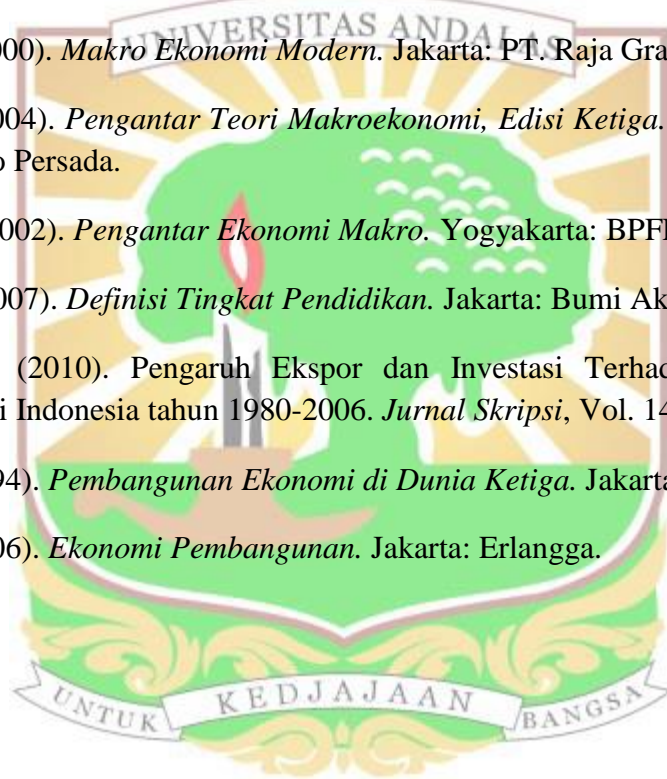 UNIVERSITAS ANDALAS
000). Makro Ekonomi Modern. Jakarta: PT. Raja Gra
004). Pengantar Teori Makroekonomi, Edisi Ketiga.
o Persada.
002). Pengantar Ekonomi Makro. Yogyakarta: BPF
007). Definisi Tingkat Pendidikan. Jakarta: Bumi Ak
(2010). Pengaruh Ekspor dan Investasi Terhad
i Indonesia tahun 1980-2006. Jurnal Skripsi, Vol. 14
94). Pembangunan Ekonomi di Dunia Ketiga. Jakarta
06). Ekonomi Pembangunan. Jakarta: Erlangga.
UNTUK KEDJAJAAN BANGSA